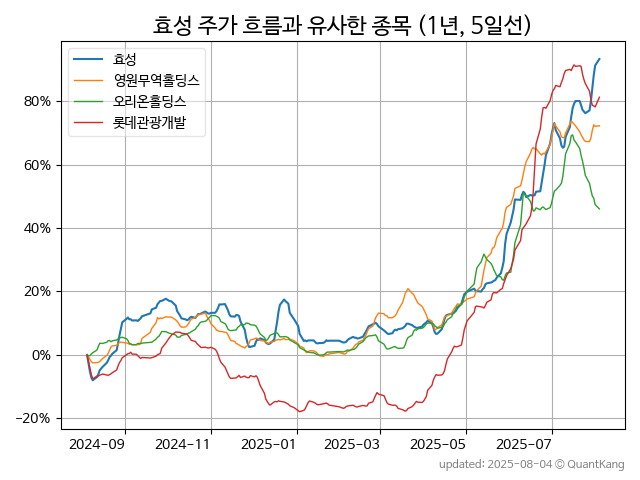 효성 주가 흐름과 유사한 종목 (1년, 5일선)
효성
영원무역홀딩스
오리온홀딩스
롯데관광개발
80%
60%
40%
20%
0%
−20%
2024−09
2024−11
2025−01
2025−03
2025−05
2025−07
updated: 2025-08-04 © QuantKang